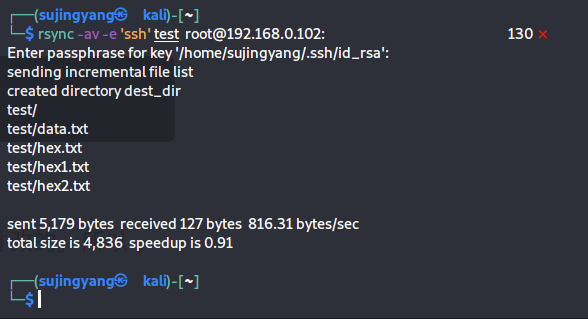 ┌──(sujingyang㉿kali)-[~]
└─$ rsync -av -e 'ssh' test root@192.168.0.102: 130 ⨯
Enter passphrase for key '/home/sujingyang/.ssh/id_rsa':
sending incremental file list
created directory dest_dir
test/
test/data.txt
test/hex.txt
test/hex1.txt
test/hex2.txt
sent 5,179 bytes received 127 bytes 816.31 bytes/sec
total size is 4,836 speedup is 0.91
┌──(sujingyang㉿kali)-[~]
└─$